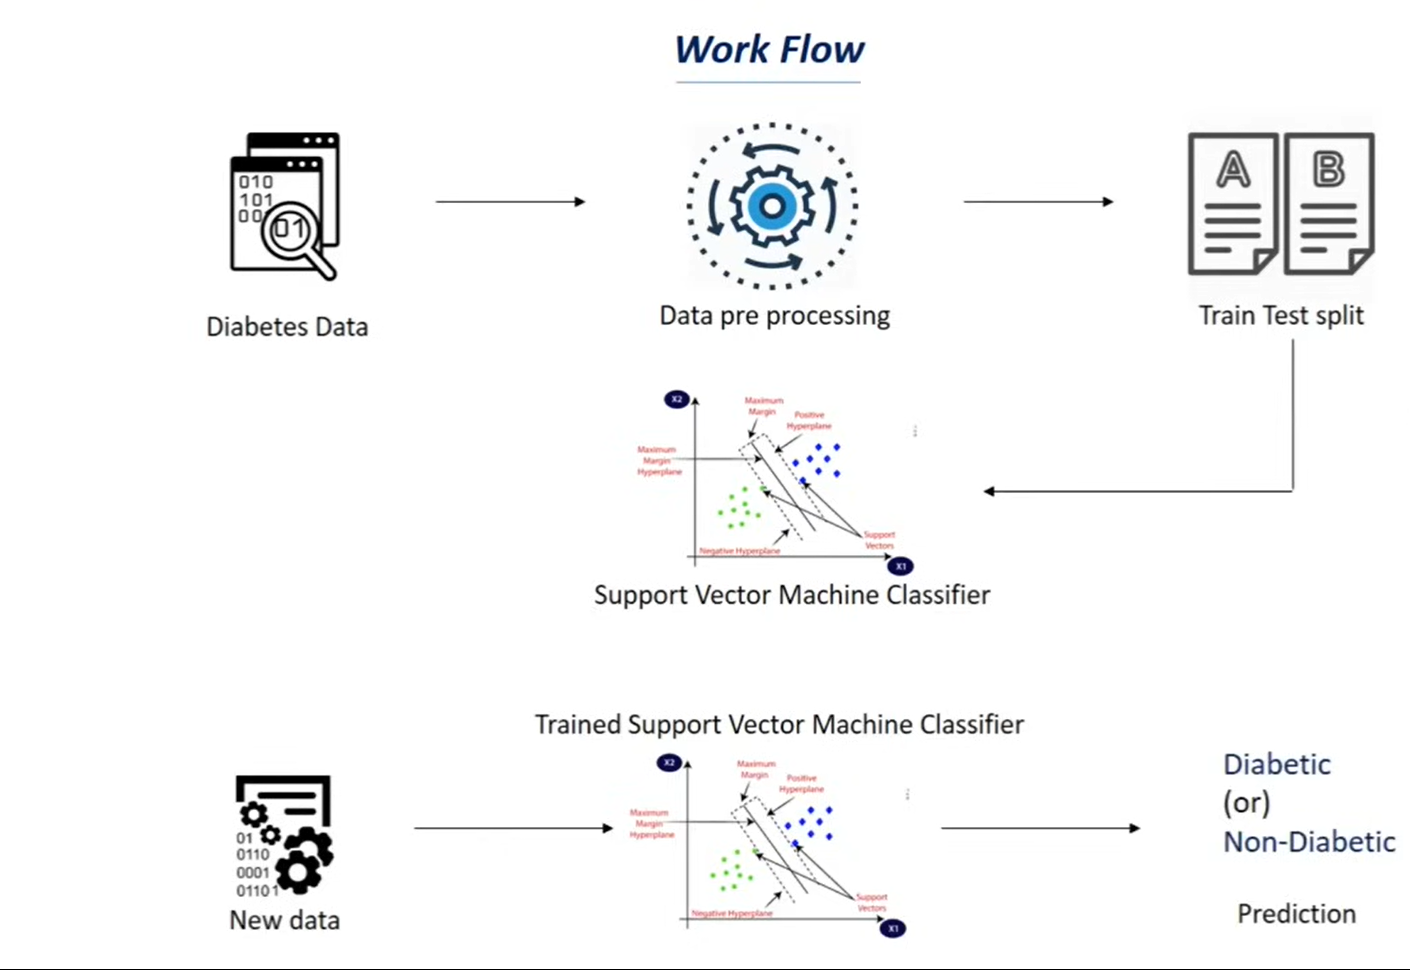 Work Flow
010
101
00
01
A
B
Diabetes Data
Data pre processing
Train Test split
X2
Maximum
Margin
Positive
Hyperplane
Maximum
Margin
Hyperplane
Support
Vectors
Negative Hyperplane
X1
Support Vector Machine Classifier
Trained Support Vector Machine Classifier
X2
Maximum
Margin
Positive
Hyperplane
Maximum
Margin
Hyperplane
Support
Vectors
Negative Hyperplane
X1
01
0110
0001
01101
New data
Diabetic
(or)
Non-Diabetic
Prediction